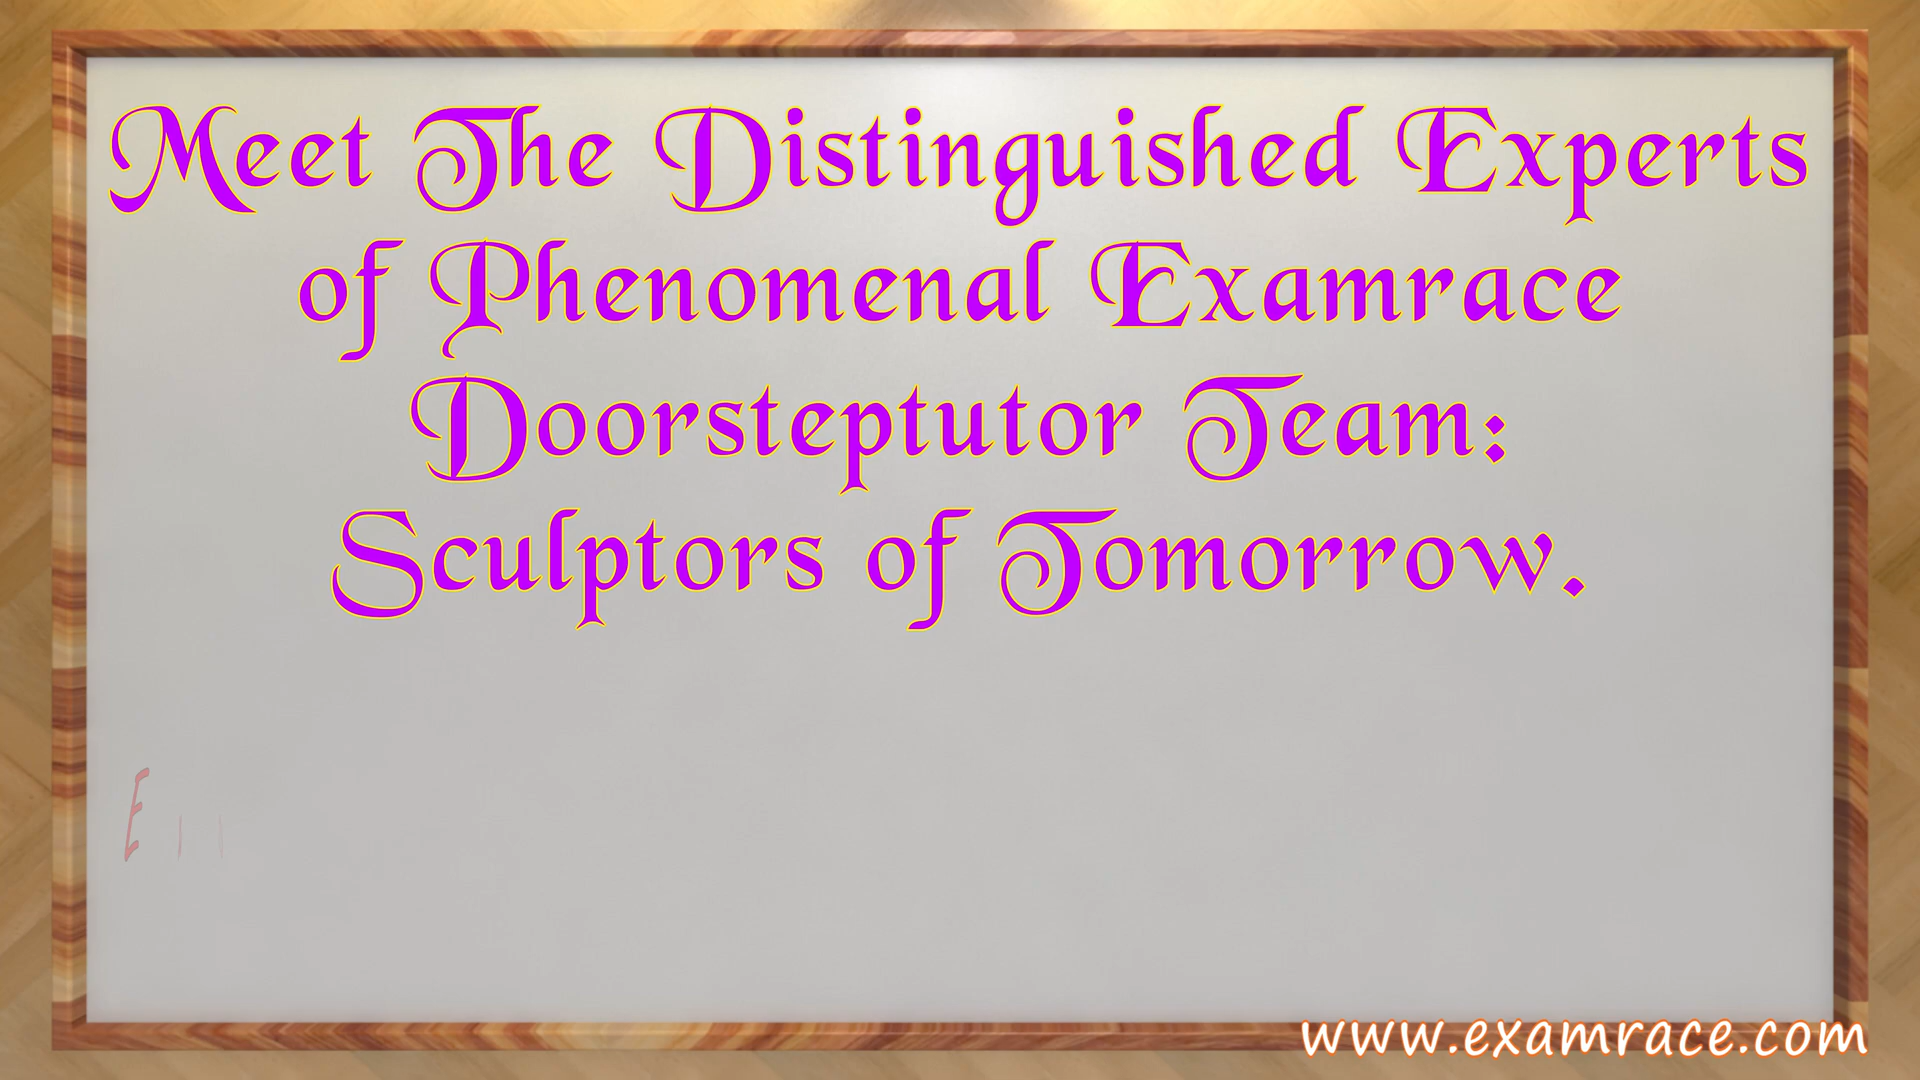 Meet The Distinguished Experts
of Phenomenal Examrace
Doorsteptutor Team:
Sculptors of Tomorrow.
E
www.examrace.com